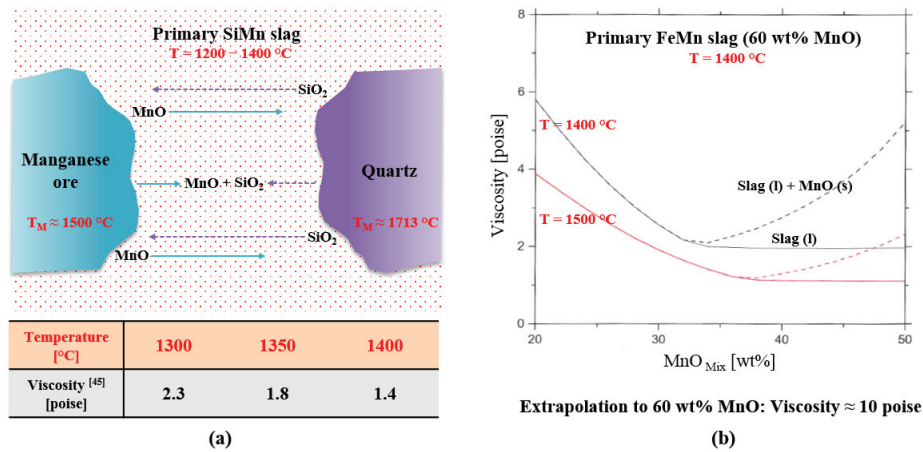 Primary SiMn slag
T = 1200 – 1400 °C
SiO2
MnO
Manganese
ore
Quartz
MnO + SiO2
TM ≈ 1500 °C
TM ≈ 1713 °C
SiO2
MnO
Temperature
[°C]
1300
1350
1400
Viscosity [45]
[poise]
2.3
1.8
1.4
(a)
8
6
4
2
0
Viscosity [poise]
Primary FeMn slag (60 wt% MnO)
T = 1400 °C
T = 1400 °C
Slag (l) + MnO (s)
T = 1500 °C
Slag (l)
20
30
40
50
MnO Mix [wt%]
Extrapolation to 60 wt% MnO: Viscosity ≈ 10 poise
(b)